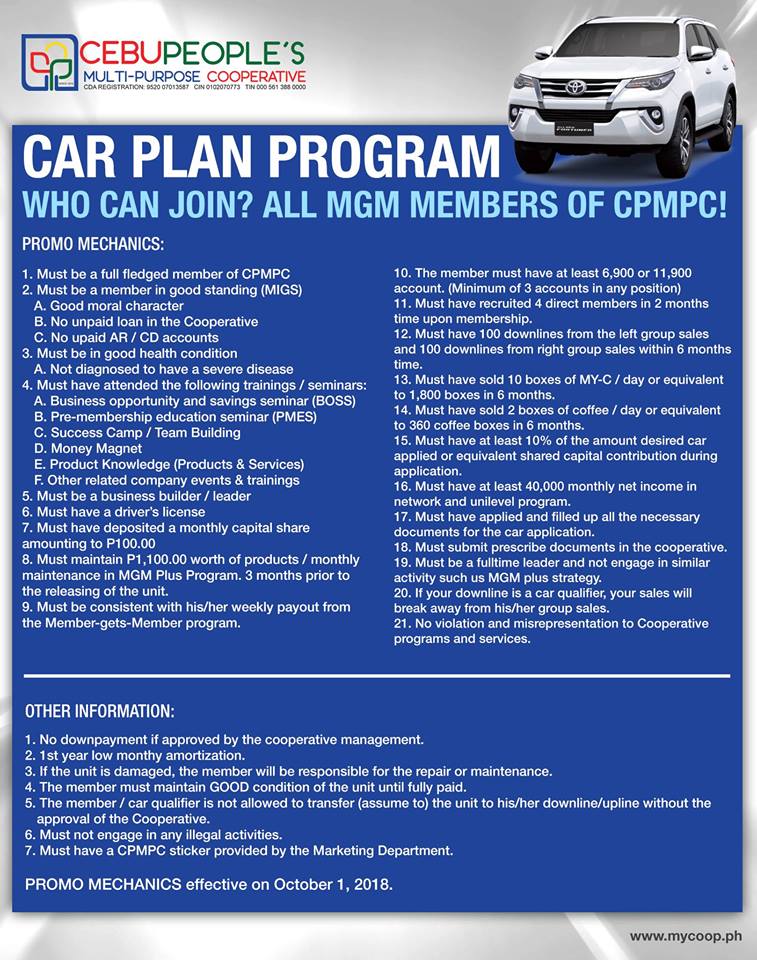 CEBUPEOPLE'S
MULTI-PURPOSE COOPERATIVE
CDA REGISTRATION: 9520 07013587 CIN 0102070773 TIN 000 561 388 0000
CAR PLAN PROGRAM
WHO CAN JOIN? ALL MGM MEMBERS OF CPMPC!
PROMO MECHANICS:
1. Must be a full fledged member of CPMPC
2. Must be a member in good standing (MIGS)
A. Good moral character
B. No unpaid loan in the Cooperative
C. No upaid AR / CD accounts
3. Must be in good health condition
A. Not diagnosed to have a severe disease
4. Must have attended the following trainings / seminars:
A. Business opportunity and savings seminar (BOSS)
B. Pre-membership education seminar (PMES)
C. Success Camp / Team Building
D. Money Magnet
E. Product Knowledge (Products & Services)
F. Other related company events & trainings
5. Must be a business builder / leader
6. Must have a driver's license
7. Must have deposited a monthly capital share
amounting to P100.00
8. Must maintain P1,100.00 worth of products / monthly
maintenance in MGM Plus Program. 3 months prior to
the releasing of the unit.
9. Must be consistent with his/her weekly payout from
the Member-gets-Member program.
10. The member must have at least 6,900 or 11,900
account. (Minimum of 3 accounts in any position)
11. Must have recruited 4 direct members in 2 months
time upon membership.
12. Must have 100 downlines from the left group sales
and 100 downlines from right group sales within 6 months
time.
13. Must have sold 10 boxes of MY-C / day or equivalent
to 1,800 boxes in 6 months.
14. Must have sold 2 boxes of coffee / day or equivalent
to 360 coffee boxes in 6 months.
15. Must have at least 10% of the amount desired car
applied or equivalent shared capital contribution during
application.
16. Must have at least 40,000 monthly net income in
network and unilevel program.
17. Must have applied and filled up all the necessary
documents for the car application.
18. Must submit prescribe documents in the cooperative.
19. Must be a fulltime leader and not engage in similar
activity such us MGM plus strategy.
20. If your downline is a car qualifier, your sales will
break away from his/her group sales.
21. No violation and misrepresentation to Cooperative
programs and services.
OTHER INFORMATION:
1. No downpayment if approved by the cooperative management.
2. 1st year low monthy amortization.
3. If the unit is damaged, the member will be responsible for the repair or maintenance.
4. The member must maintain GOOD condition of the unit until fully paid.
5. The member / car qualifier is not allowed to transfer (assume to) the unit to his/her downline/upline without the
approval of the Cooperative.
6. Must not engage in any illegal activities.
7. Must have a CPMPC sticker provided by the Marketing Department.
PROMO MECHANICS effective on October 1, 2018.
www.mycoop.ph